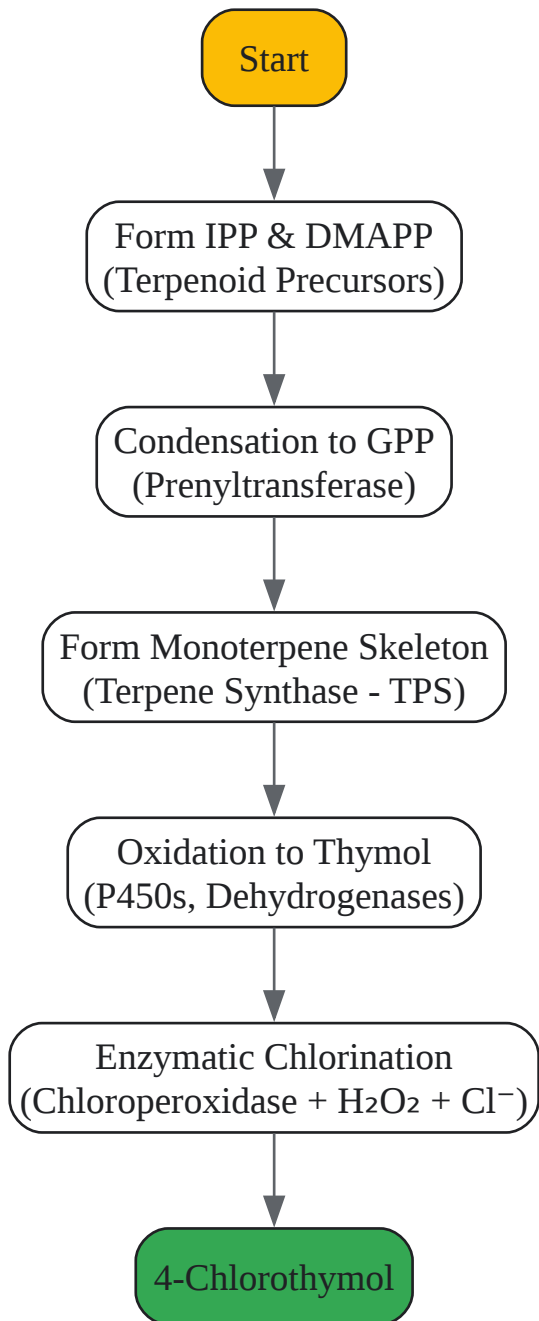 Start
Form IPP & DMAPP
(Terpenoid Precursors)
Condensation to GPP
(Prenyltransferase)
Form Monoterpene Skeleton
(Terpene Synthase - TPS)
Oxidation to Thymol
(P450s, Dehydrogenases)
Enzymatic Chlorination
(Chloroperoxidase + H₂O₂ + Cl⁻)
4-Chlorothymol